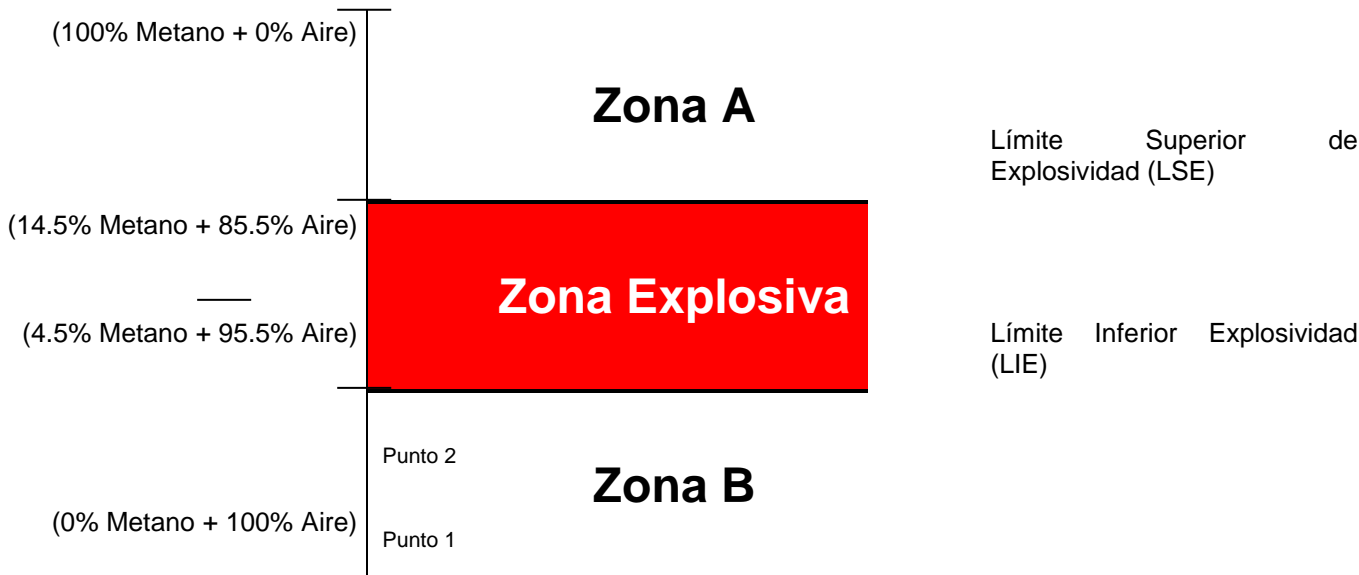 (100% Metano + 0% Aire)
Zona A
Límite Superior de
Explosividad (LSE)
(14.5% Metano + 85.5% Aire)
Zona Explosiva
(4.5% Metano + 95.5% Aire)
Límite Inferior Explosividad
(LIE)
Punto 2
Zona B
(0% Metano + 100% Aire)
Punto 1